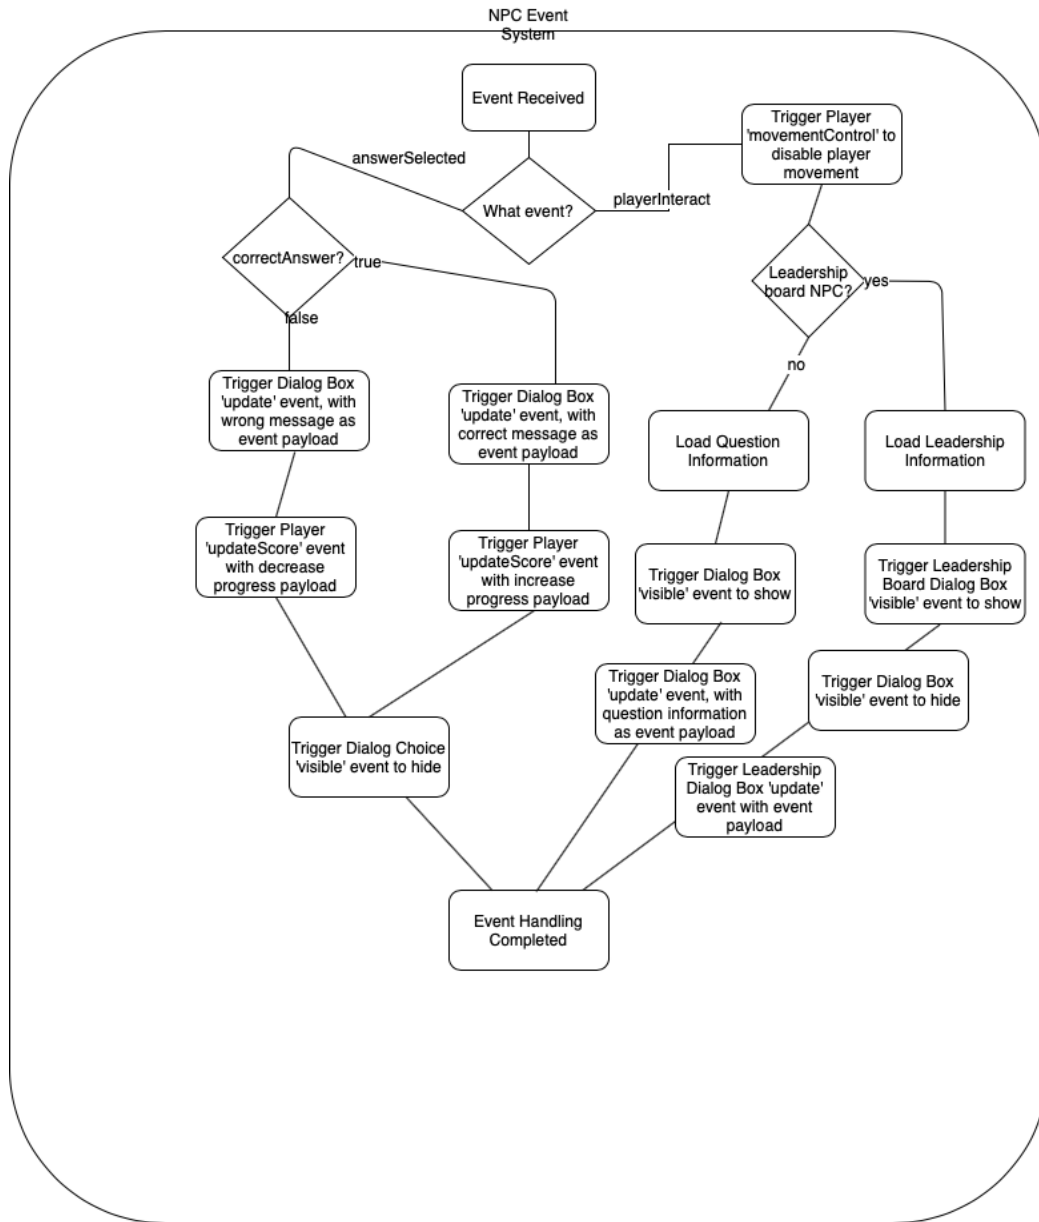 NPC Event
System
Event Received
What event?
answerSelected
playerInteract
Trigger Player
'movementControl' to
disable player
movement
correctAnswer?
true
false
Leadership
board NPC?
yes
no
Trigger Dialog Box
'update' event, with
wrong message as
event payload
Trigger Dialog Box
'update' event, with
correct message as
event payload
Load Question
Information
Load Leadership
Information
Trigger Player
'updateScore' event
with decrease
progress payload
Trigger Player
'updateScore' event
with increase
progress payload
Trigger Dialog Box
'visible' event to show
Trigger Leadership
Board Dialog Box
'visible' event to show
Trigger Dialog Box
'update' event, with
question information
as event payload
Trigger Dialog Box
'visible' event to hide
Trigger Dialog Choice
'visible' event to hide
Trigger Leadership
Dialog Box 'update'
event with event
payload
Event Handling
Completed